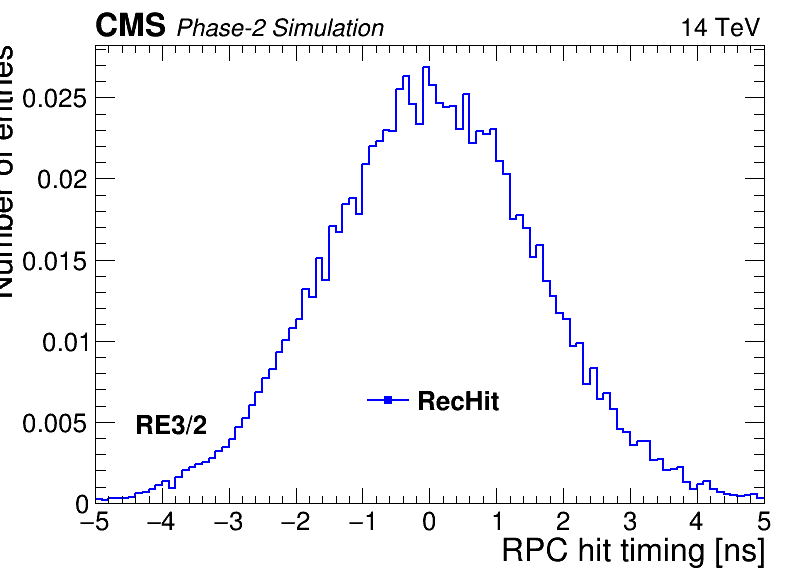 CMS Phase-2 Simulation 14 TeV
Number of entries
0.025
0.02
0.015
0.01
0.005
0
RecHit
RE3/2
−5 −4 −3 −2 −1 0 1 2 3 4 5
RPC hit timing [ns]